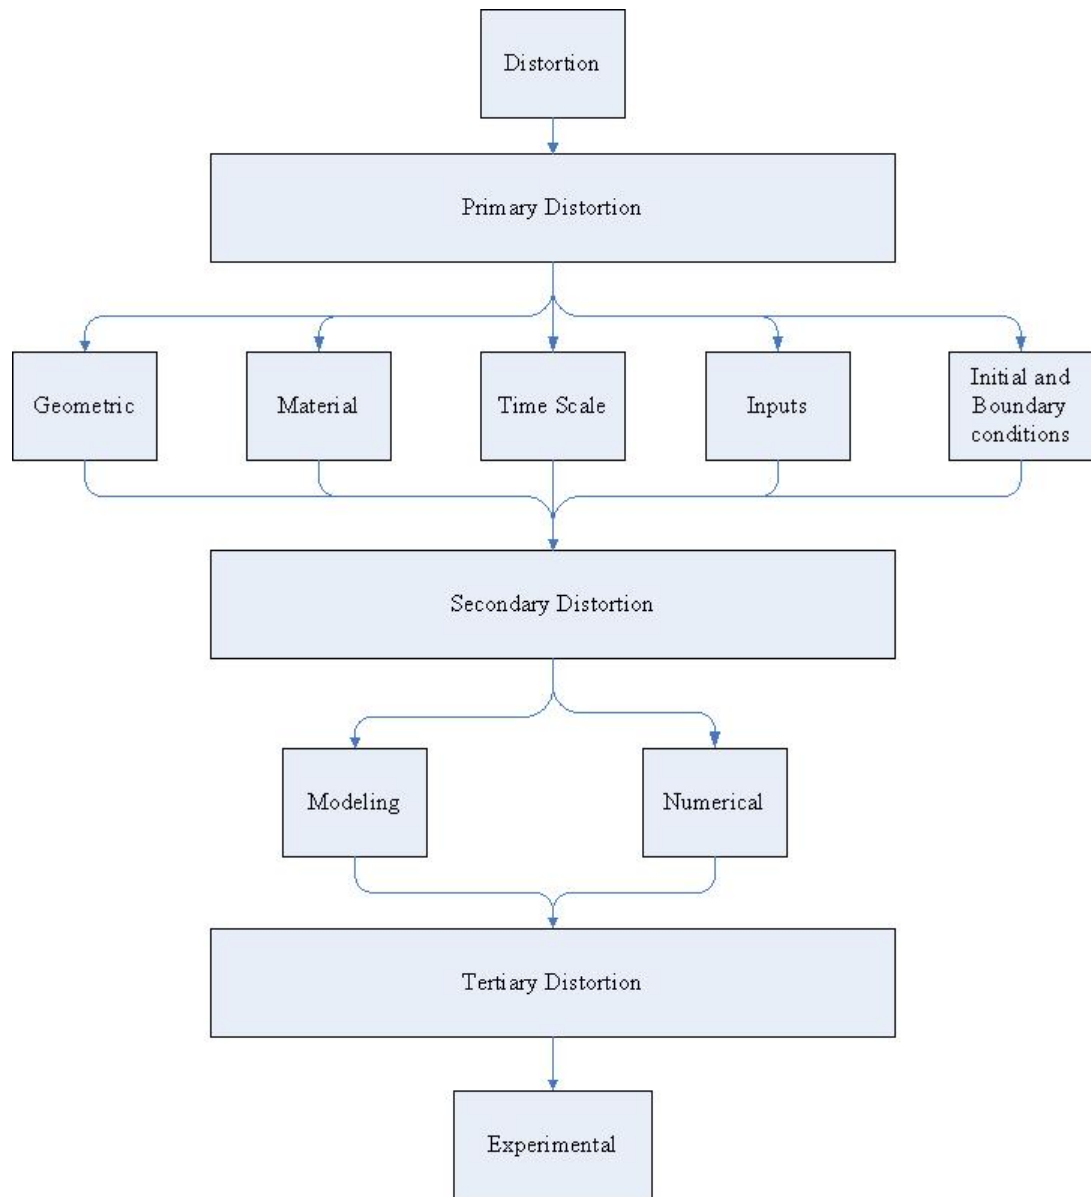 Distortion
Primary Distortion
Geometric
Material
Time Scale
Inputs
Initial and
Boundary
conditions
Secondary Distortion
Modeling
Numerical
Tertiary Distortion
Experimental